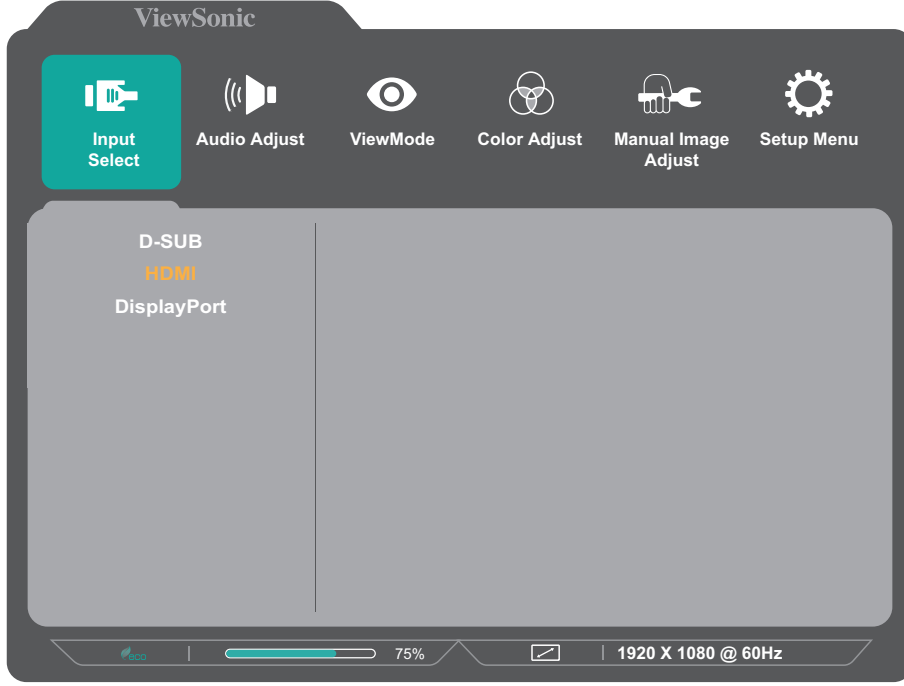 ViewSonic
Input
Select
Audio Adjust
ViewMode
Color Adjust
Manual Image
Adjust
Setup Menu
D-SUB
HDMI
DisplayPort
eco
75%
1920 X 1080 @ 60Hz